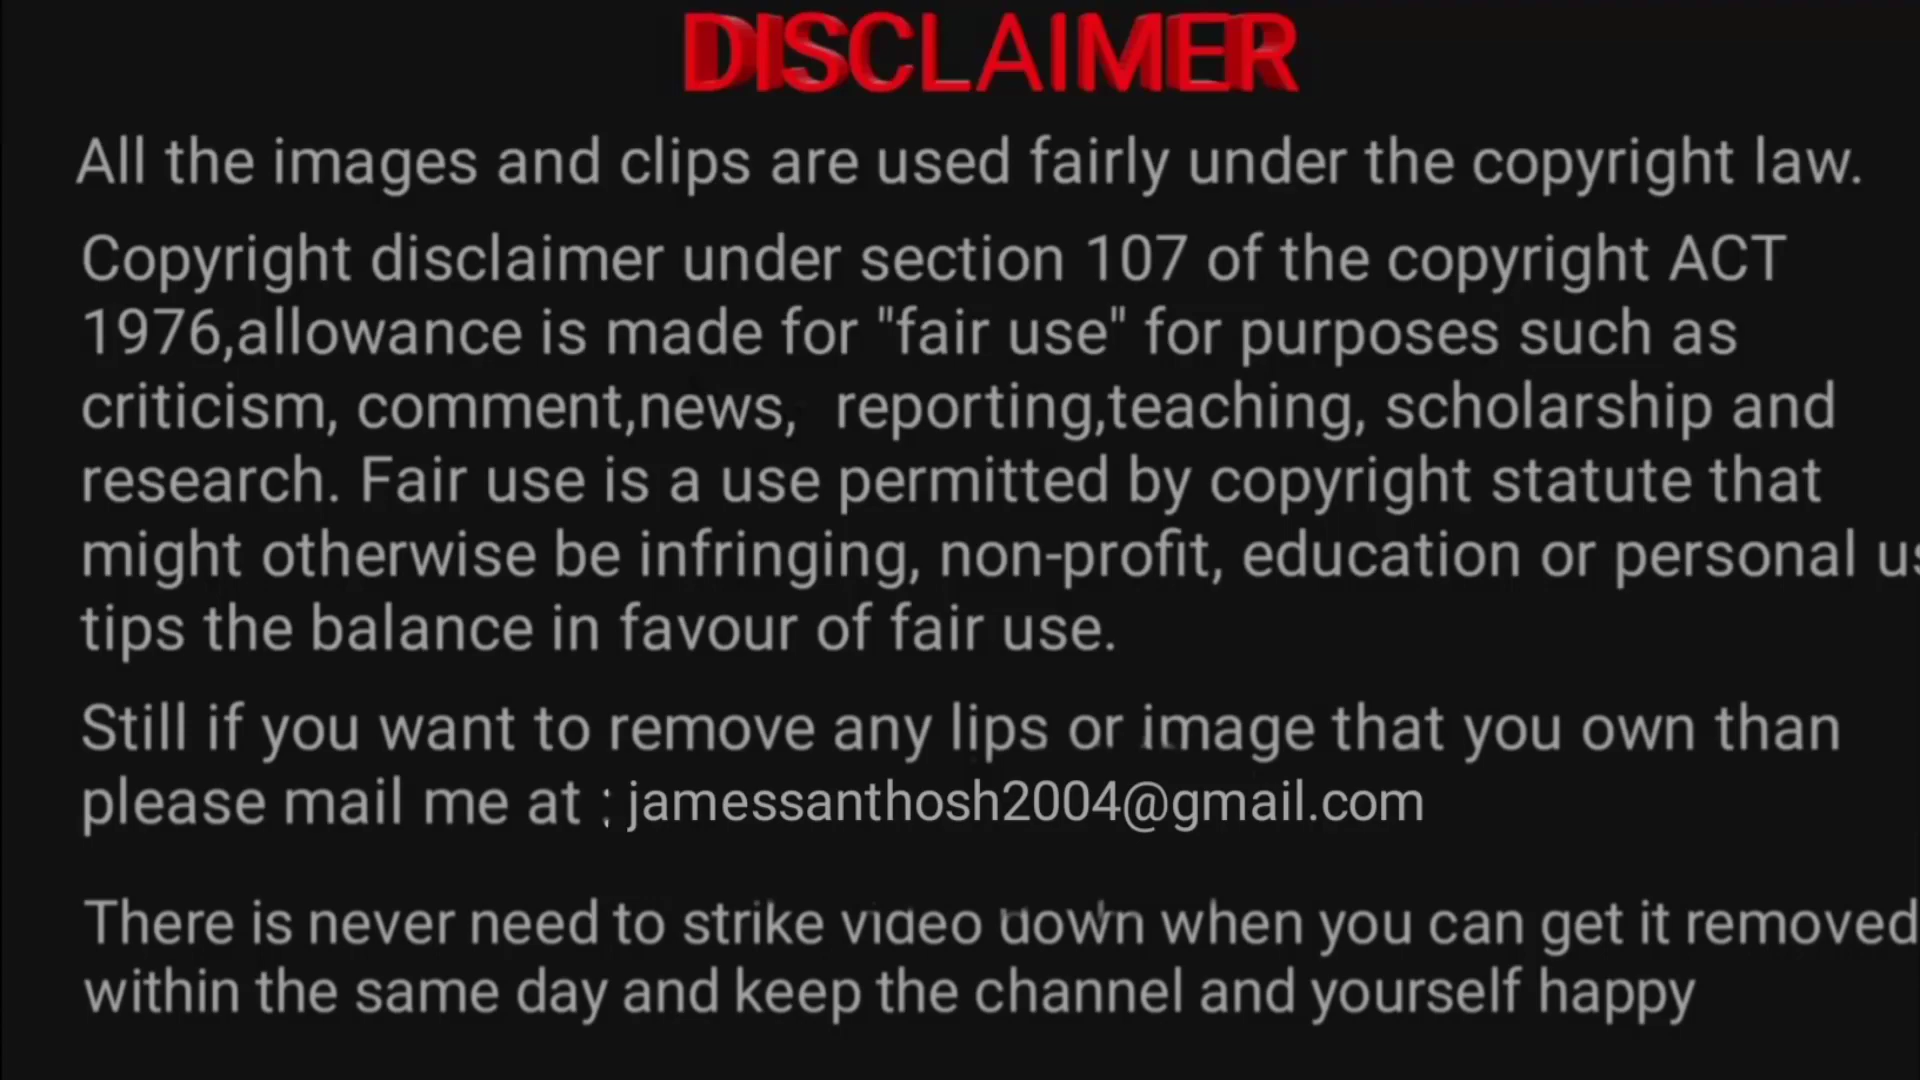 DISCLAIMER
All the images and clips are used fairly under the copyright law.
Copyright disclaimer under section 107 of the copyright ACT
1976,allowance is made for "fair use" for purposes such as
criticism, comment,news, reporting,teaching, scholarship and
research. Fair use is a use permitted by copyright statute that
might otherwise be infringing, non-profit, education or personal us
tips the balance in favour of fair use.
Still if you want to remove any lips or image that you own than
please mail me at : jamessanthosh2004@gmail.com
There is never need to strike video down when you can get it removed
within the same day and keep the channel and yourself happy